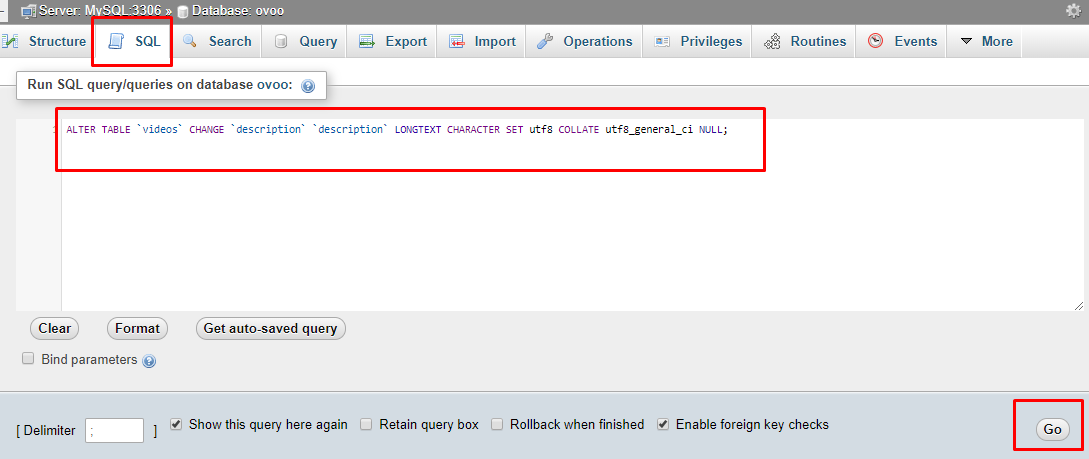 Server: MySQL:3306 » Database: ovoo
Structure SQL Search Query Export Import Operations Privileges Routines Events More
Run SQL query/queries on database ovoo:
1 ALTER TABLE `videos` CHANGE `description` `description` LONGTEXT CHARACTER SET utf8 COLLATE utf8_general_ci NULL;
Clear Format Get auto-saved query
Bind parameters
[ Delimiter ; ] Show this query here again Retain query box Rollback when finished Enable foreign key checks Go